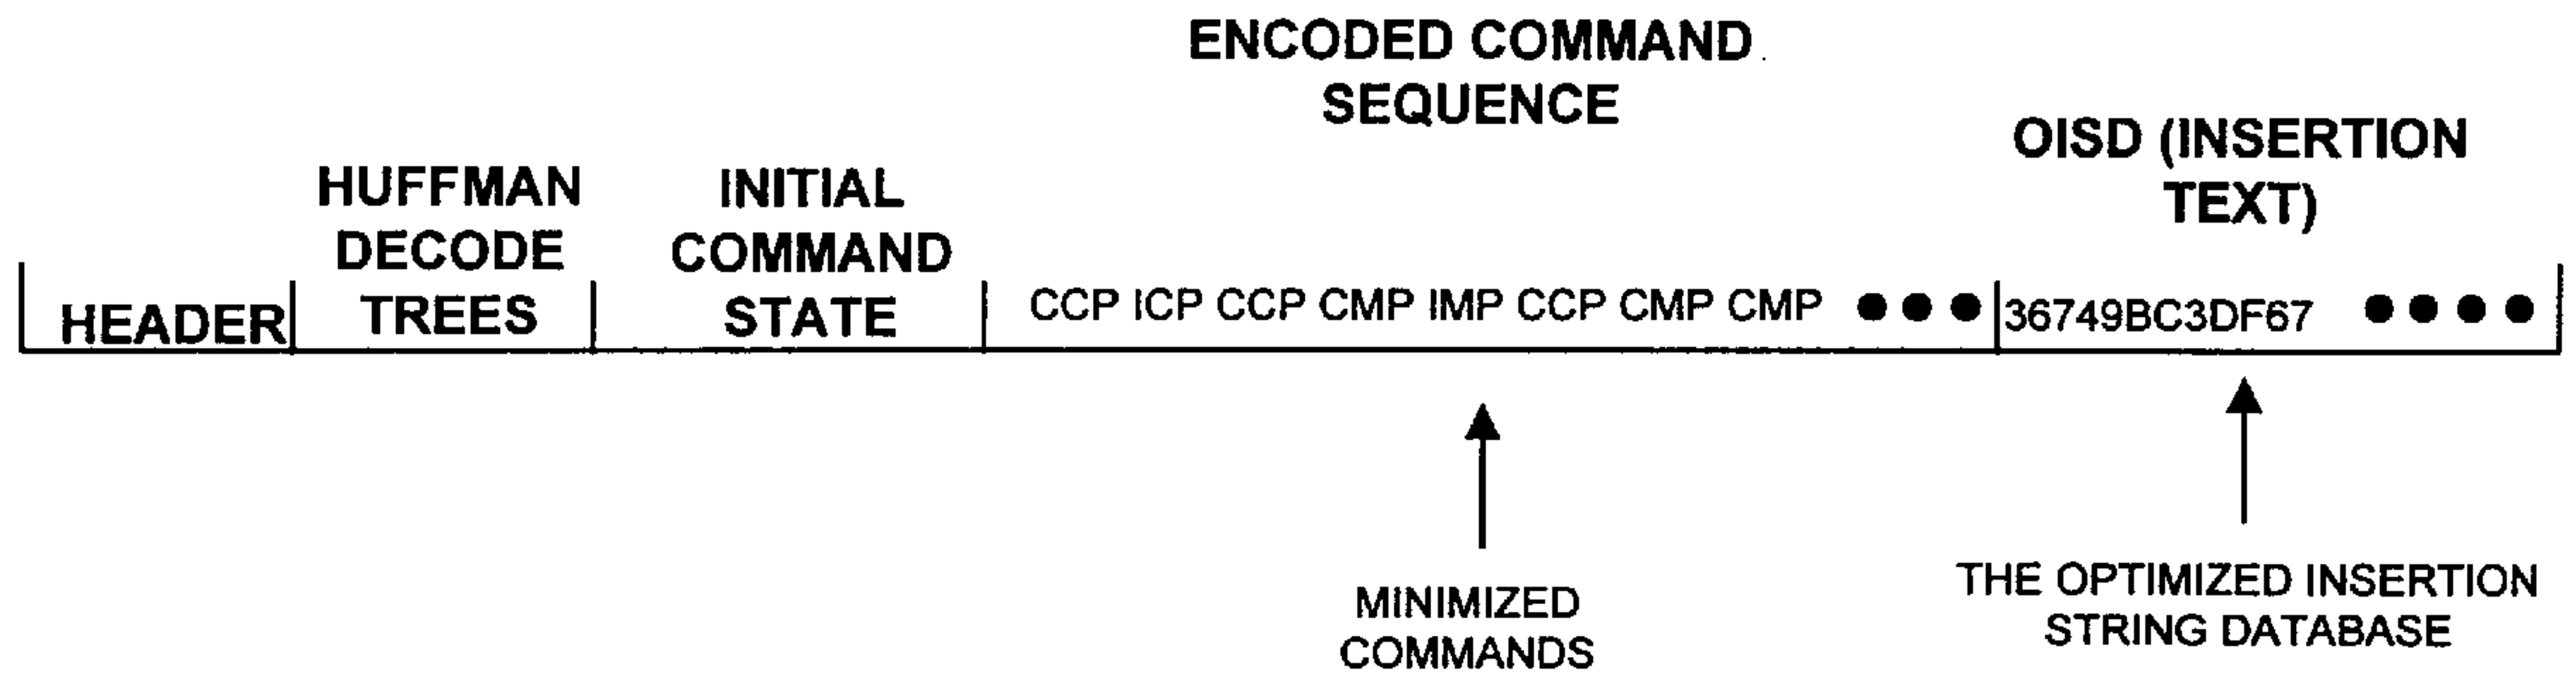 ENCODED COMMAND
SEQUENCE
OISD (INSERTION
TEXT)
HUFFMAN
DECODE
TREES
INITIAL
COMMAND
STATE
HEADER
CCP ICP CCP CMP IMP CCP CMP CMP ●●●
36749BC3DF67 ●●●●
MINIMIZED
COMMANDS
THE OPTIMIZED INSERTION
STRING DATABASE